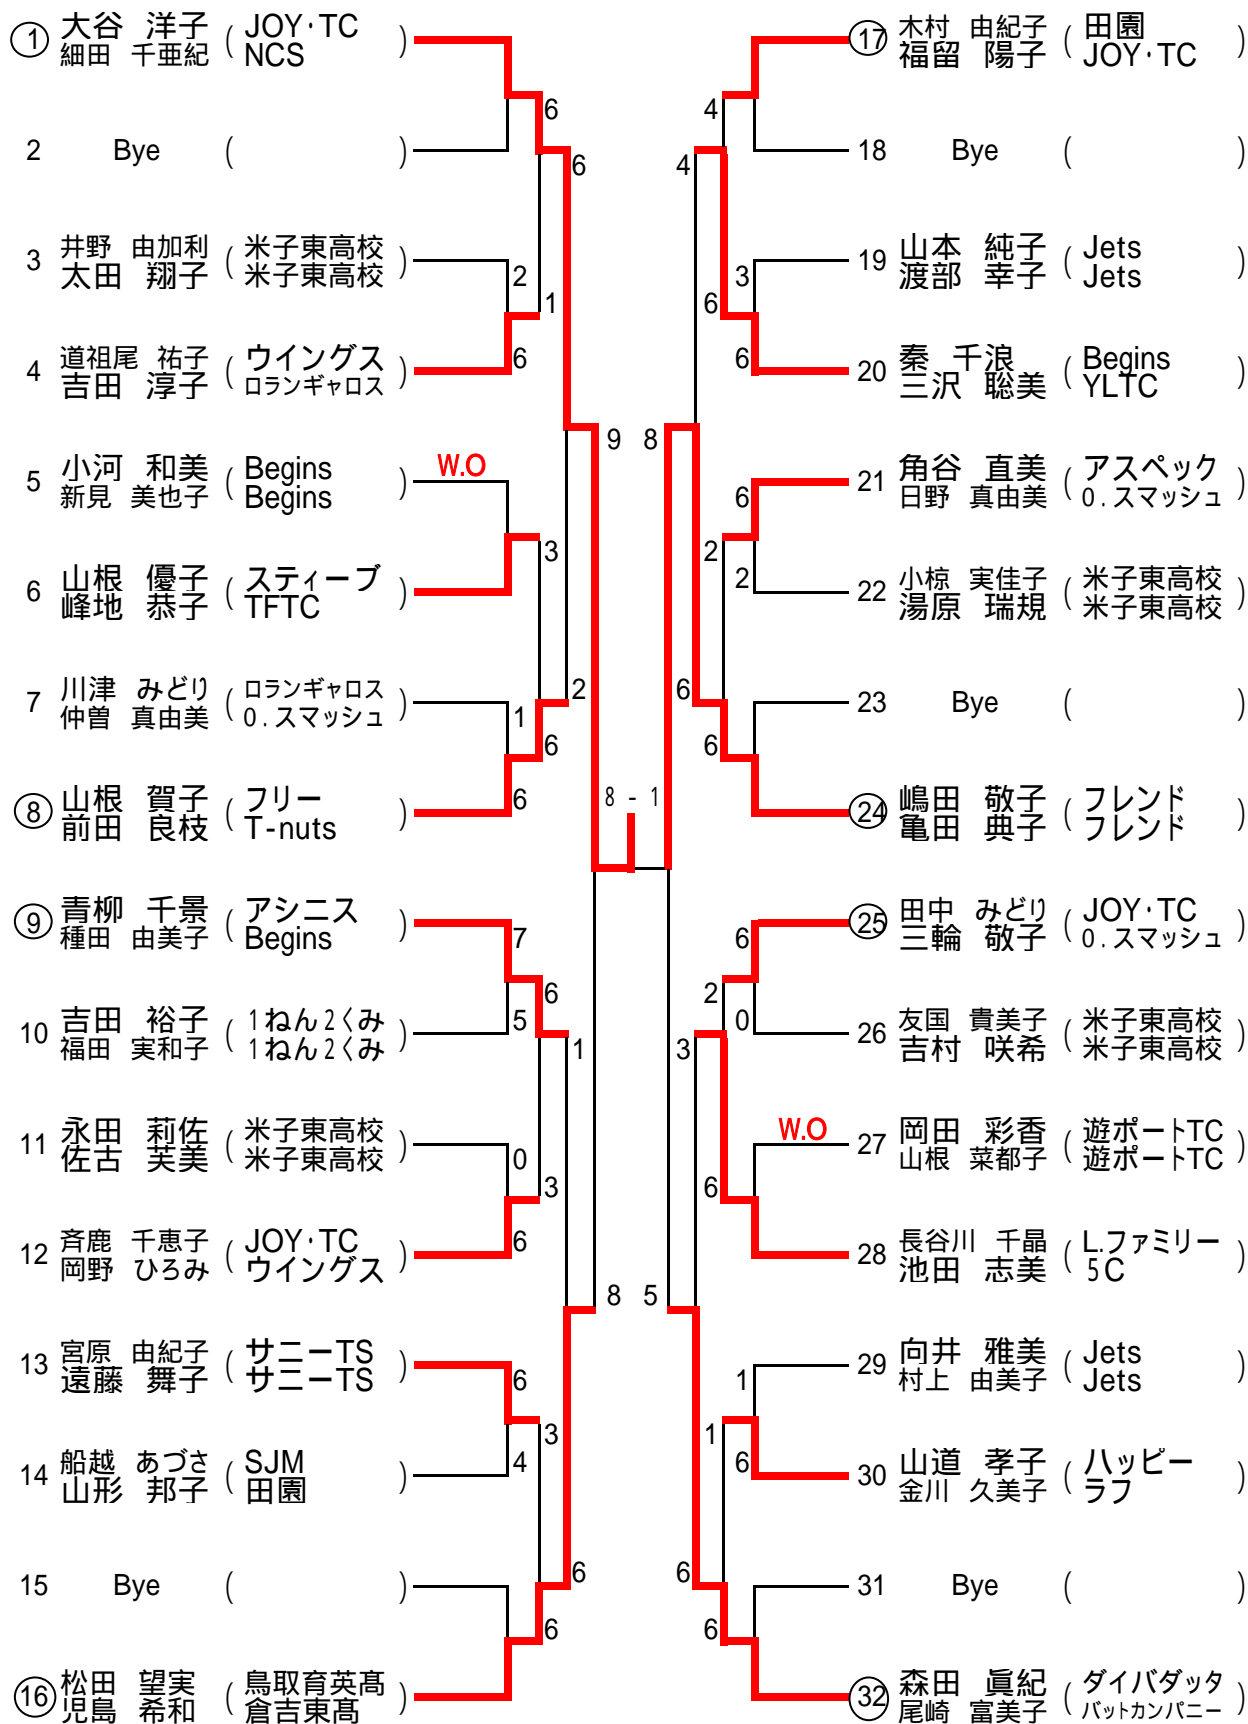 1 大谷 洋子 ( JOY・TC )
細田 千亜紀 NCS
2 Bye ( )
3 井野 由加利 ( 米子東高校 )
太田 翔子 米子東高校
4 道祖尾 祐子 ( ウイングス )
吉田 淳子 ロランギャロス
5 小河 和美 ( Begins )
新見 美也子 Begins
6 山根 優子 ( スティーブ )
峰地 恭子 TFTC
7 川津 みどり ( ロランギャロス )
仲曽 真由美 O.スマッシュ
8 山根 賀子 ( フリー )
前田 良枝 T-nuts
9 青柳 千景 ( アシニス )
種田 由美子 Begins
10 吉田 裕子 ( 1ねん2くみ )
福田 実和子 1ねん2くみ
11 永田 莉佐 ( 米子東高校 )
佐古 芙美 米子東高校
12 斉鹿 千恵子 ( JOY・TC )
岡野 ひろみ ウイングス
13 宮原 由紀子 ( サニーTS )
遠藤 舞子 サニーTS
14 船越 あづさ ( SJM )
山形 邦子 田園
15 Bye ( )
16 松田 望実 ( 鳥取育英髙 )
児島 希和 倉吉東髙
6
6
2
1
6
W.O
9
3
2
1
6
6
7
6
5
1
0
3
6
8
6
3
4
6
6
8 - 1
4
4
3
6
6
8
6
2
2
6
6
6
2
0
3
W.O
6
5
1
1
6
6
6
17 木村 由紀子 ( 田園 )
福留 陽子 JOY・TC
18 Bye ( )
19 山本 純子 ( Jets )
渡部 幸子 Jets
20 秦 千浪 ( Begins )
三沢 聡美 YLTC
21 角谷 直美 ( アスペック )
日野 真由美 O.スマッシュ
22 小椋 実佳子 ( 米子東高校 )
湯原 瑞規 米子東高校
23 Bye ( )
24 嶋田 敬子 ( フレンド )
亀田 典子 フレンド
25 田中 みどり ( JOY・TC )
三輪 敬子 O.スマッシュ
26 友国 貴美子 ( 米子東高校 )
吉村 咲希 米子東高校
27 岡田 彩香 ( 遊ポートTC )
山根 菜都子 遊ポートTC
28 長谷川 千晶 ( L.ファミリー )
池田 志美 5C
29 向井 雅美 ( Jets )
村上 由美子 Jets
30 山道 孝子 ( ハッピー )
金川 久美子 ラフ
31 Bye ( )
32 森田 眞紀 ( ダイバダッタ )
尾崎 富美子 バットカンパニー